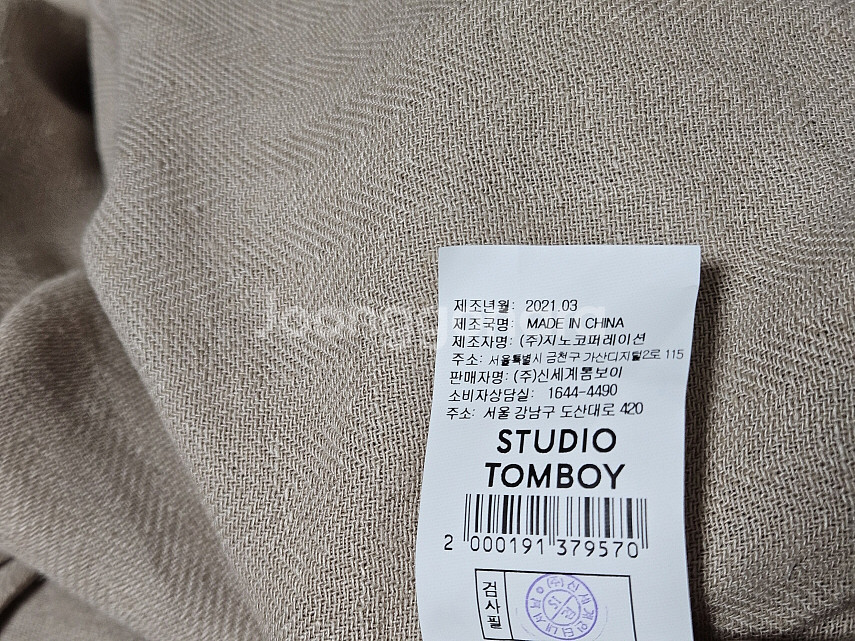 제조년월: 2021.03
제조국명: MADE IN CHINA
제조자명: (주)지노코퍼레이션
주소: 서울특별시 금천구 가산디지털2로 115
판매자명: (주)신세계톰보이
소비자상담실: 1644-4490
주소: 서울 강남구 도산대로 420
STUDIO
TOMBOY
2 000191 379570
검사필